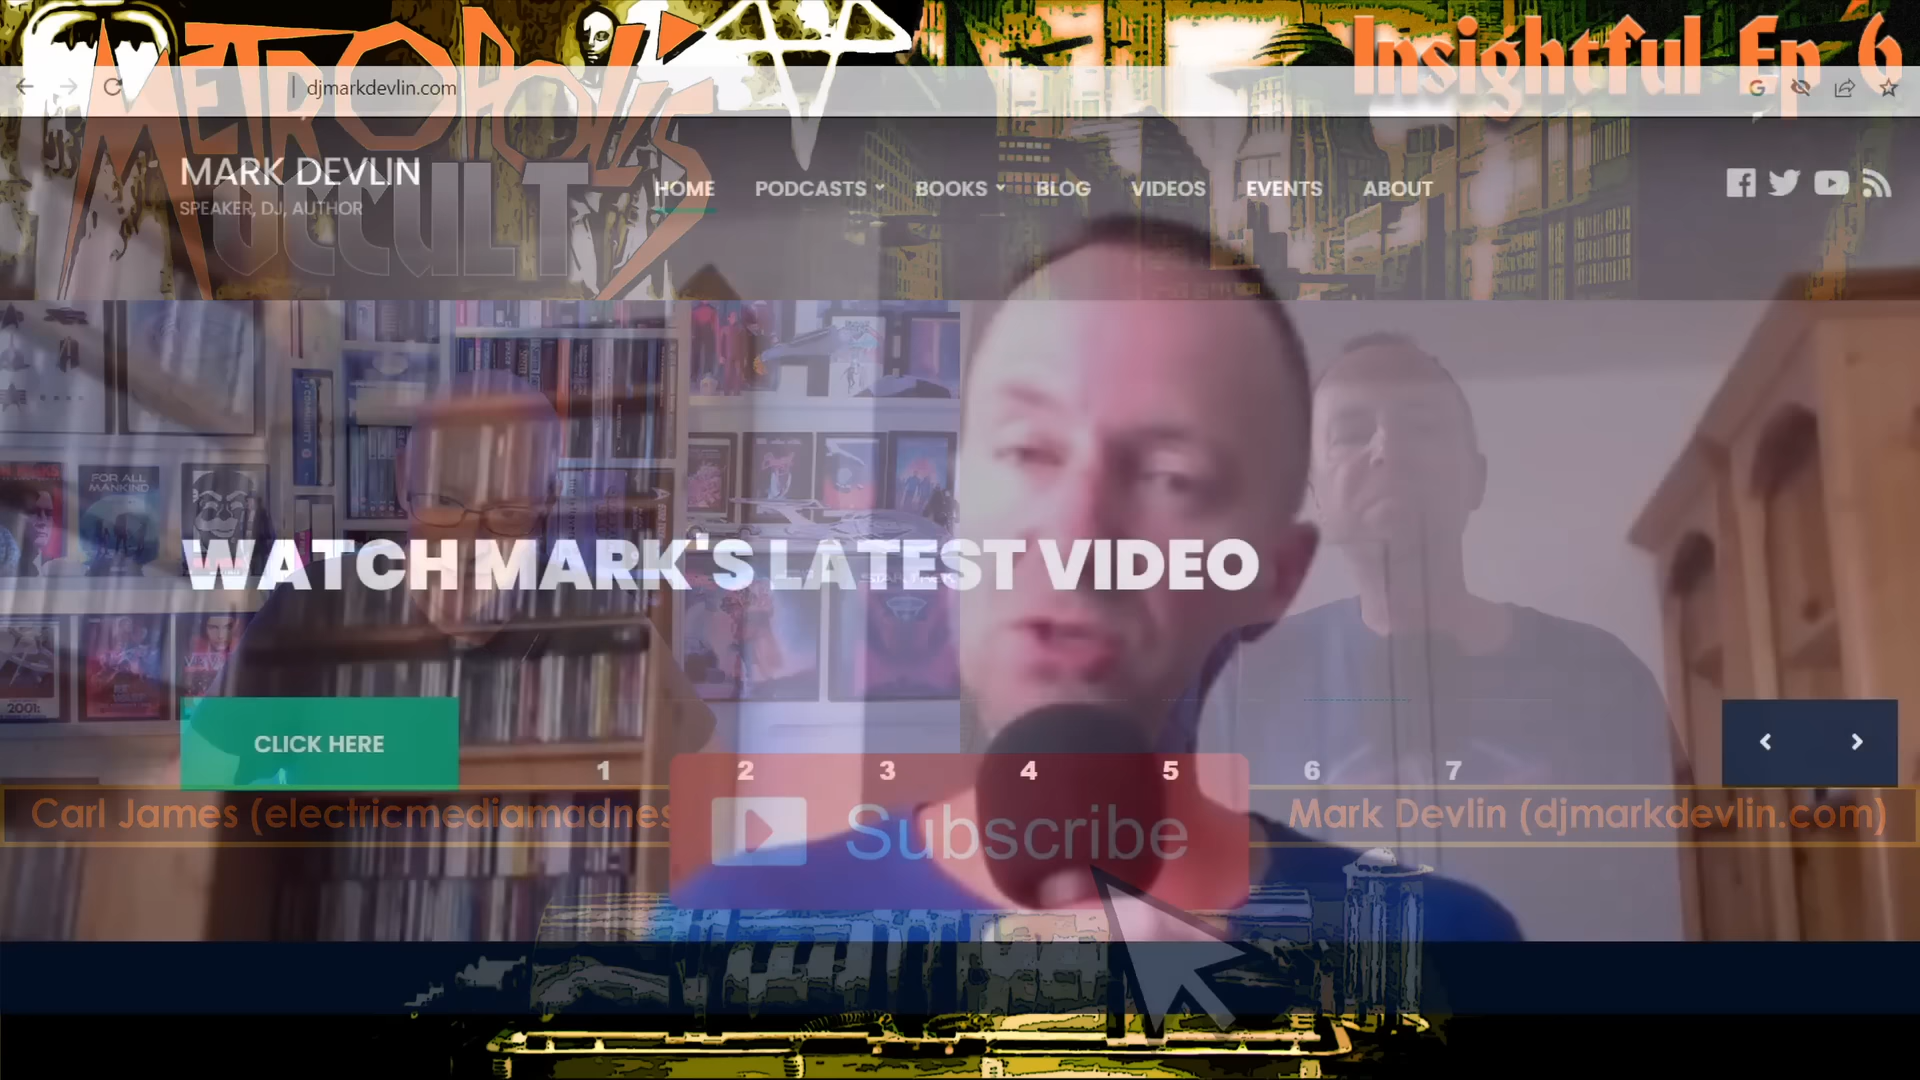 METROPOLIS
OCCULT
Insightful Ep 6
djmarkdevlin.com
MARK DEVLIN
SPEAKER, DJ, AUTHOR
HOME PODCASTS BOOKS BLOG VIDEOS EVENTS ABOUT
FOR ALL
MANKIND
WATCH MARK'S LATEST VIDEO
STAR TREK
2001:
CLICK HERE
1 2 3 4 5 6 7
Carl James (electricmediamadnes
Subscribe
Mark Devlin (djmarkdevlin.com)